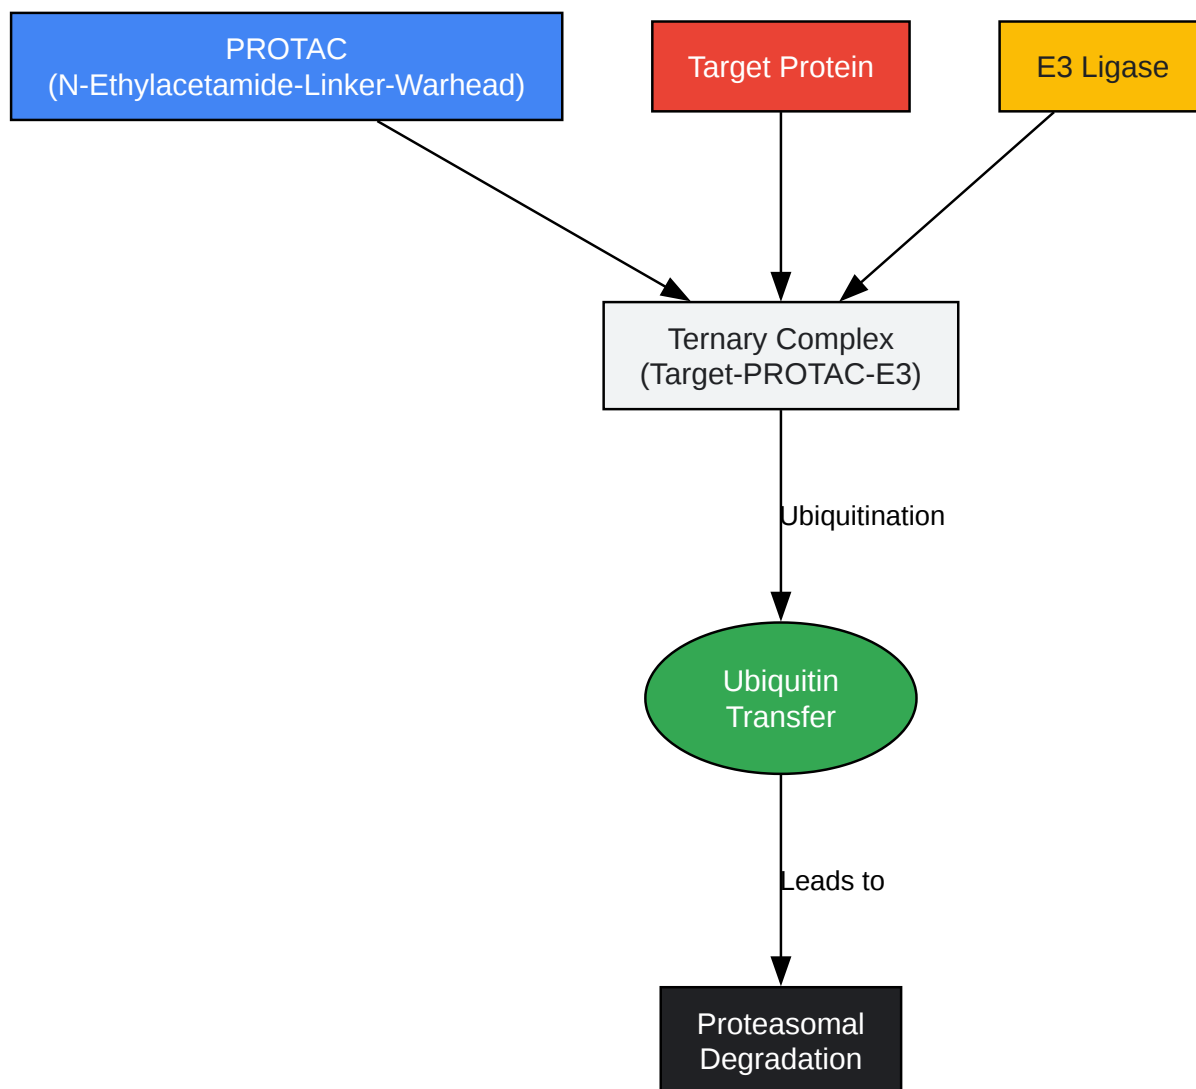 PROTAC
(N-Ethylacetamide-Linker-Warhead)
Target Protein
E3 Ligase
Ternary Complex
(Target-PROTAC-E3)
Ubiquitination
Ubiquitin
Transfer
Leads to
Proteasomal
Degradation